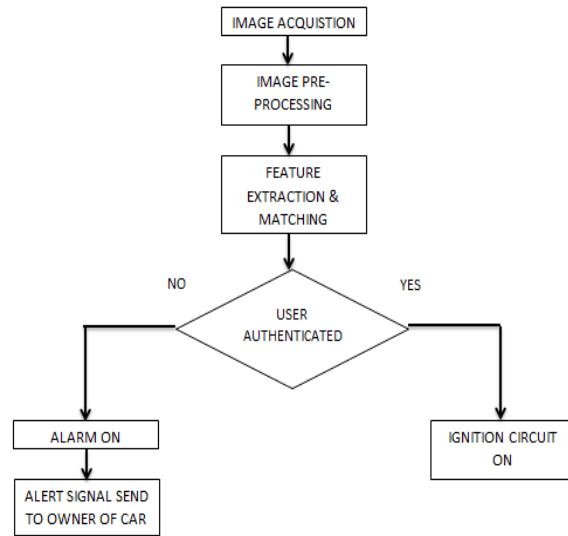 IMAGE ACQUISTION
IMAGE PRE-
PROCESSING
FEATURE
EXTRACTION &
MATCHING
NO
YES
USER
AUTHENTICATED
ALARM ON
IGNITION CIRCUIT
ON
ALERT SIGNAL SEND
TO OWNER OF CAR